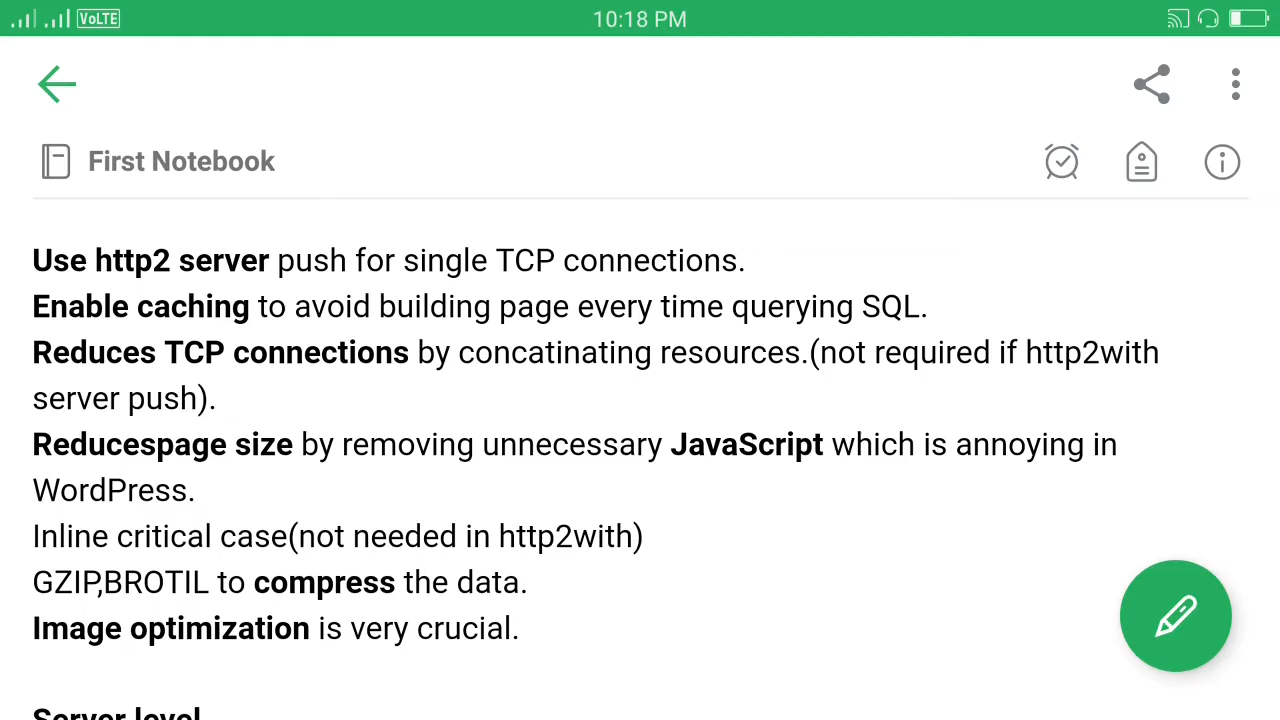 VoLTE 10:18 PM
First Notebook
Use http2 server push for single TCP connections.
Enable caching to avoid building page every time querying SQL.
Reduces TCP connections by concatinating resources.(not required if http2with
server push).
Reducespage size by removing unnecessary JavaScript which is annoying in
WordPress.
Inline critical case(not needed in http2with)
GZIP,BROTIL to compress the data.
Image optimization is very crucial.
Server level